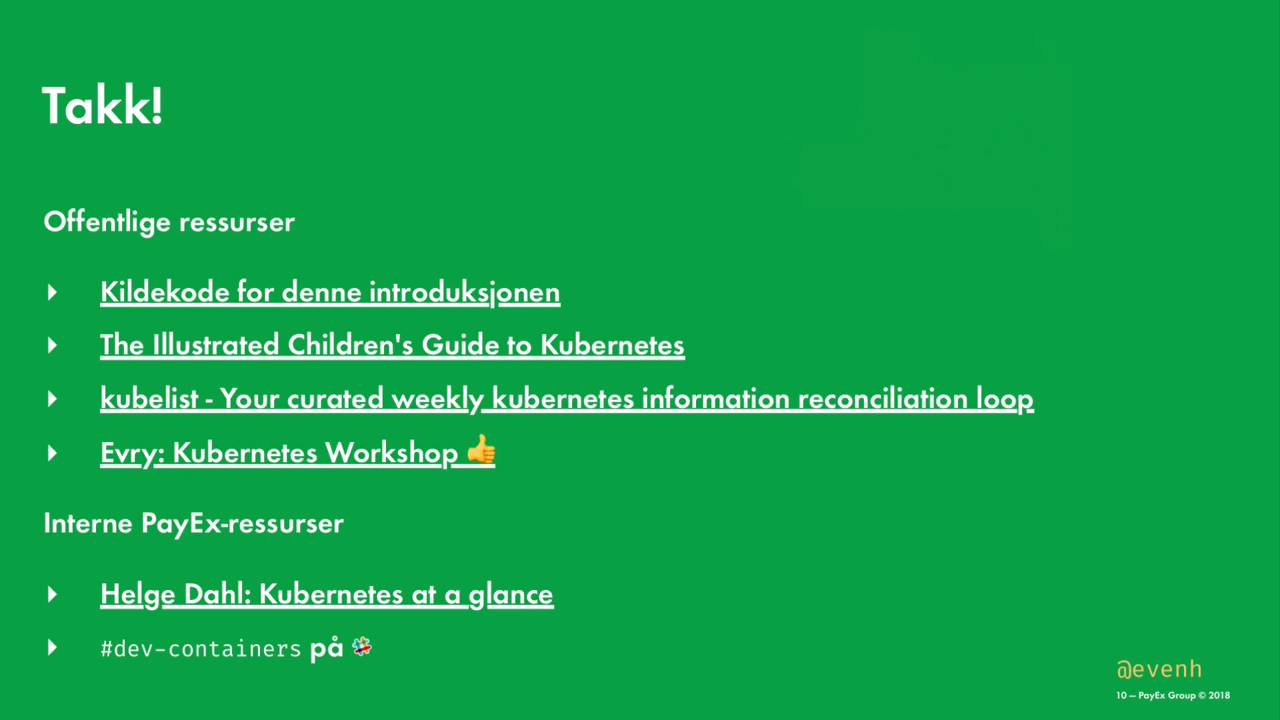 Takk!
Offentlige ressurser
Kildekode for denne introduksjonen
The Illustrated Children's Guide to Kubernetes
kubelist - Your curated weekly kubernetes information reconciliation loop
Evry: Kubernetes Workshop 👍
Interne PayEx-ressurser
Helge Dahl: Kubernetes at a glance
#dev-containers på
@evenh
10 — PayEx Group © 2018